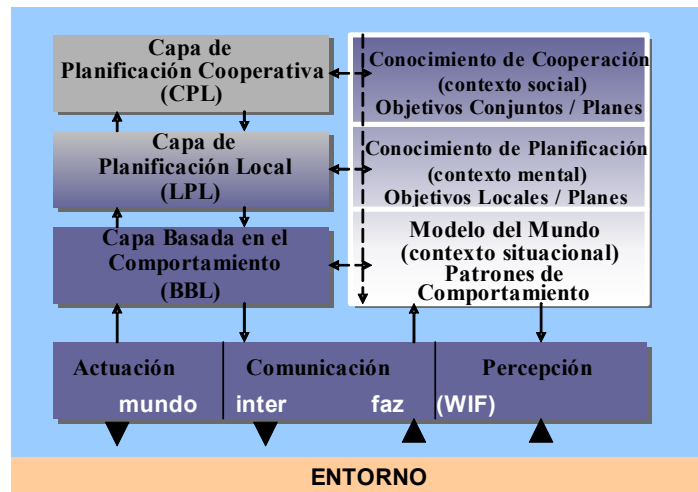 Capa de
Planificación Cooperativa
(CPL)
Conocimiento de Cooperación
(contexto social)
Objetivos Conjuntos / Planes
Capa de
Planificación Local
(LPL)
Conocimiento de Planificación
(contexto mental)
Objetivos Locales / Planes
Capa Basada en el
Comportamiento
(BBL)
Modelo del Mundo
(contexto situacional)
Patrones de
Comportamiento
Actuación Comunicación Percepción
mundo inter faz (WIF)
ENTORNO